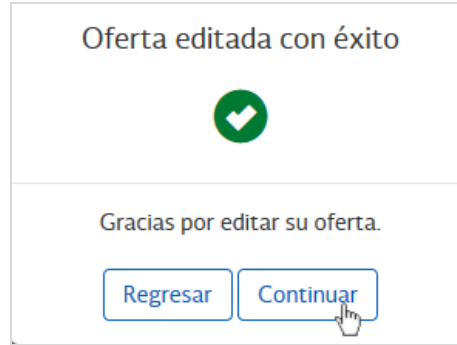 Oferta editada con éxito
Gracias por editar su oferta.
Regresar Continuar